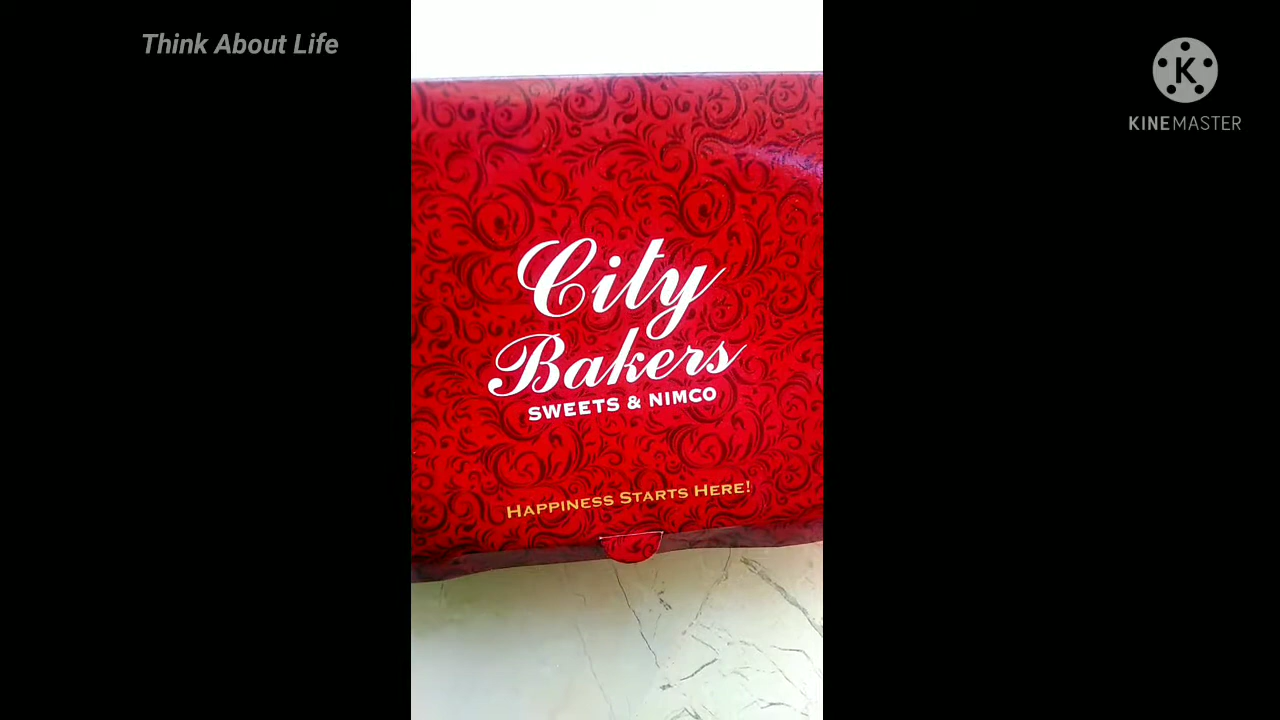 Think About Life
K
KINEMASTER
City
Bakers
SWEETS & NIMCO
HAPPINESS STARTS HERE!